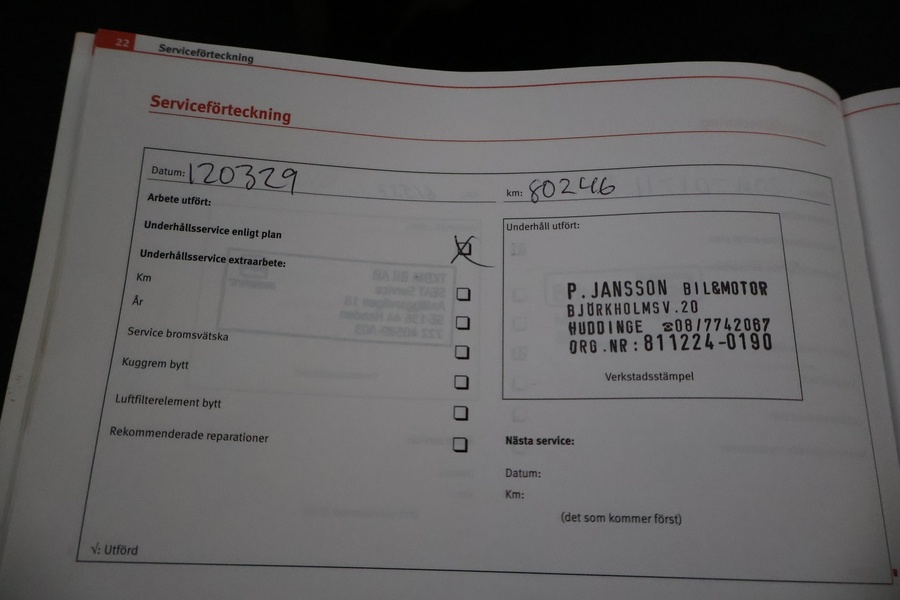 22 Serviceförteckning
Serviceförteckning
Datum: 120329
km: 80246
Arbete utfört:
Underhållsservice enligt plan
Underhållsservice extraarbete:
Km
År
Service bromsvätska
Kuggrem bytt
Luftfilterelement bytt
Rekommenderade reparationer
√: Utförd
Underhåll utfört:
P.JANSSON BIL&MOTOR
BJÖRKHOLMSV.20
HUDDINGE ☎08/7742067
ORG.NR:811224-0190
Verkstadsstämpel
Nästa service:
Datum:
Km:
(det som kommer först)